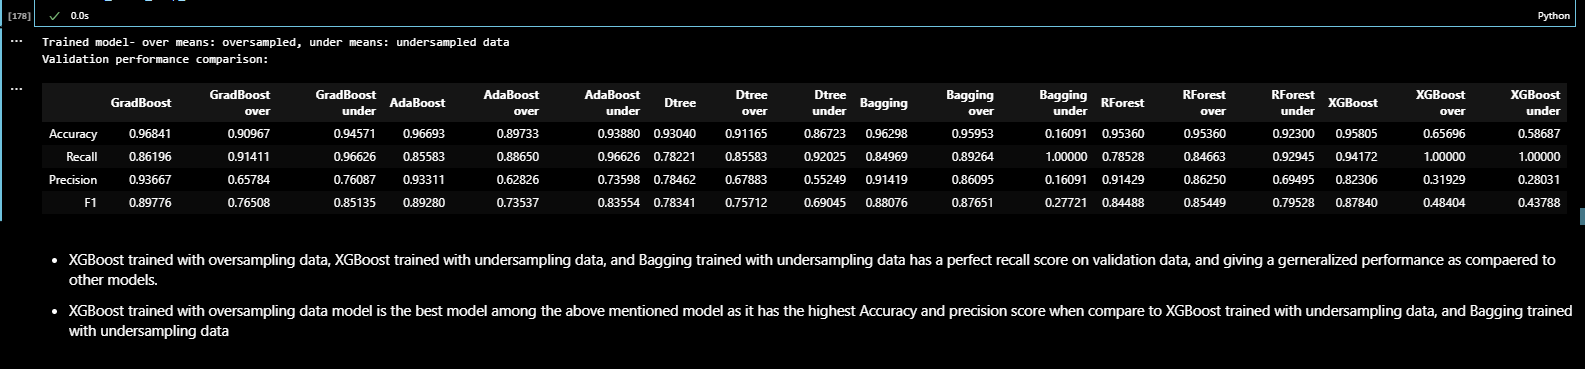 [178] 0.0s Python
... Trained model- over means: oversampled, under means: undersampled data
Validation performance comparison:
...
GradBoost GradBoost over GradBoost under AdaBoost AdaBoost over AdaBoost under Dtree Dtree over Dtree under Bagging Bagging over Bagging under RForest RForest over RForest under XGBoost XGBoost over XGBoost under
Accuracy 0.96841 0.90967 0.94571 0.96693 0.89733 0.93880 0.93040 0.91165 0.86723 0.96298 0.95953 0.16091 0.95360 0.95360 0.92300 0.95805 0.65696 0.58687
Recall 0.86196 0.91411 0.96626 0.85583 0.88650 0.96626 0.78221 0.85583 0.92025 0.84969 0.89264 1.00000 0.78528 0.84663 0.92945 0.94172 1.00000 1.00000
Precision 0.93667 0.65784 0.76087 0.93311 0.62826 0.73598 0.78462 0.67883 0.55249 0.91419 0.86095 0.16091 0.91429 0.86250 0.69495 0.82306 0.31929 0.28031
F1 0.89776 0.76508 0.85135 0.89280 0.73537 0.83554 0.78341 0.75712 0.69045 0.88076 0.87651 0.27721 0.84488 0.85449 0.79528 0.87840 0.48404 0.43788
• XGBoost trained with oversampling data, XGBoost trained with undersampling data, and Bagging trained with undersampling data has a perfect recall score on validation data, and giving a gerneralized performance as compaered to
other models.
• XGBoost trained with oversampling data model is the best model among the above mentioned model as it has the highest Accuracy and precision score when compare to XGBoost trained with undersampling data, and Bagging trained
with undersampling data